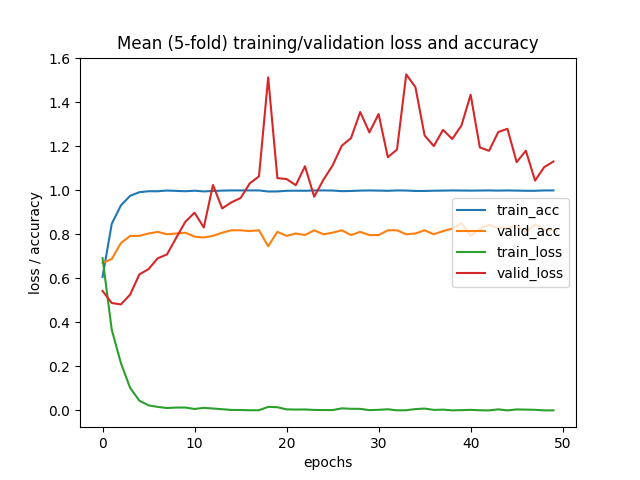 Mean (5-fold) training/validation loss and accuracy
1.6
1.4
1.2
1.0
0.8
0.6
0.4
0.2
0.0
loss / accuracy
train_acc
valid_acc
train_loss
valid_loss
0 10 20 30 40 50
epochs